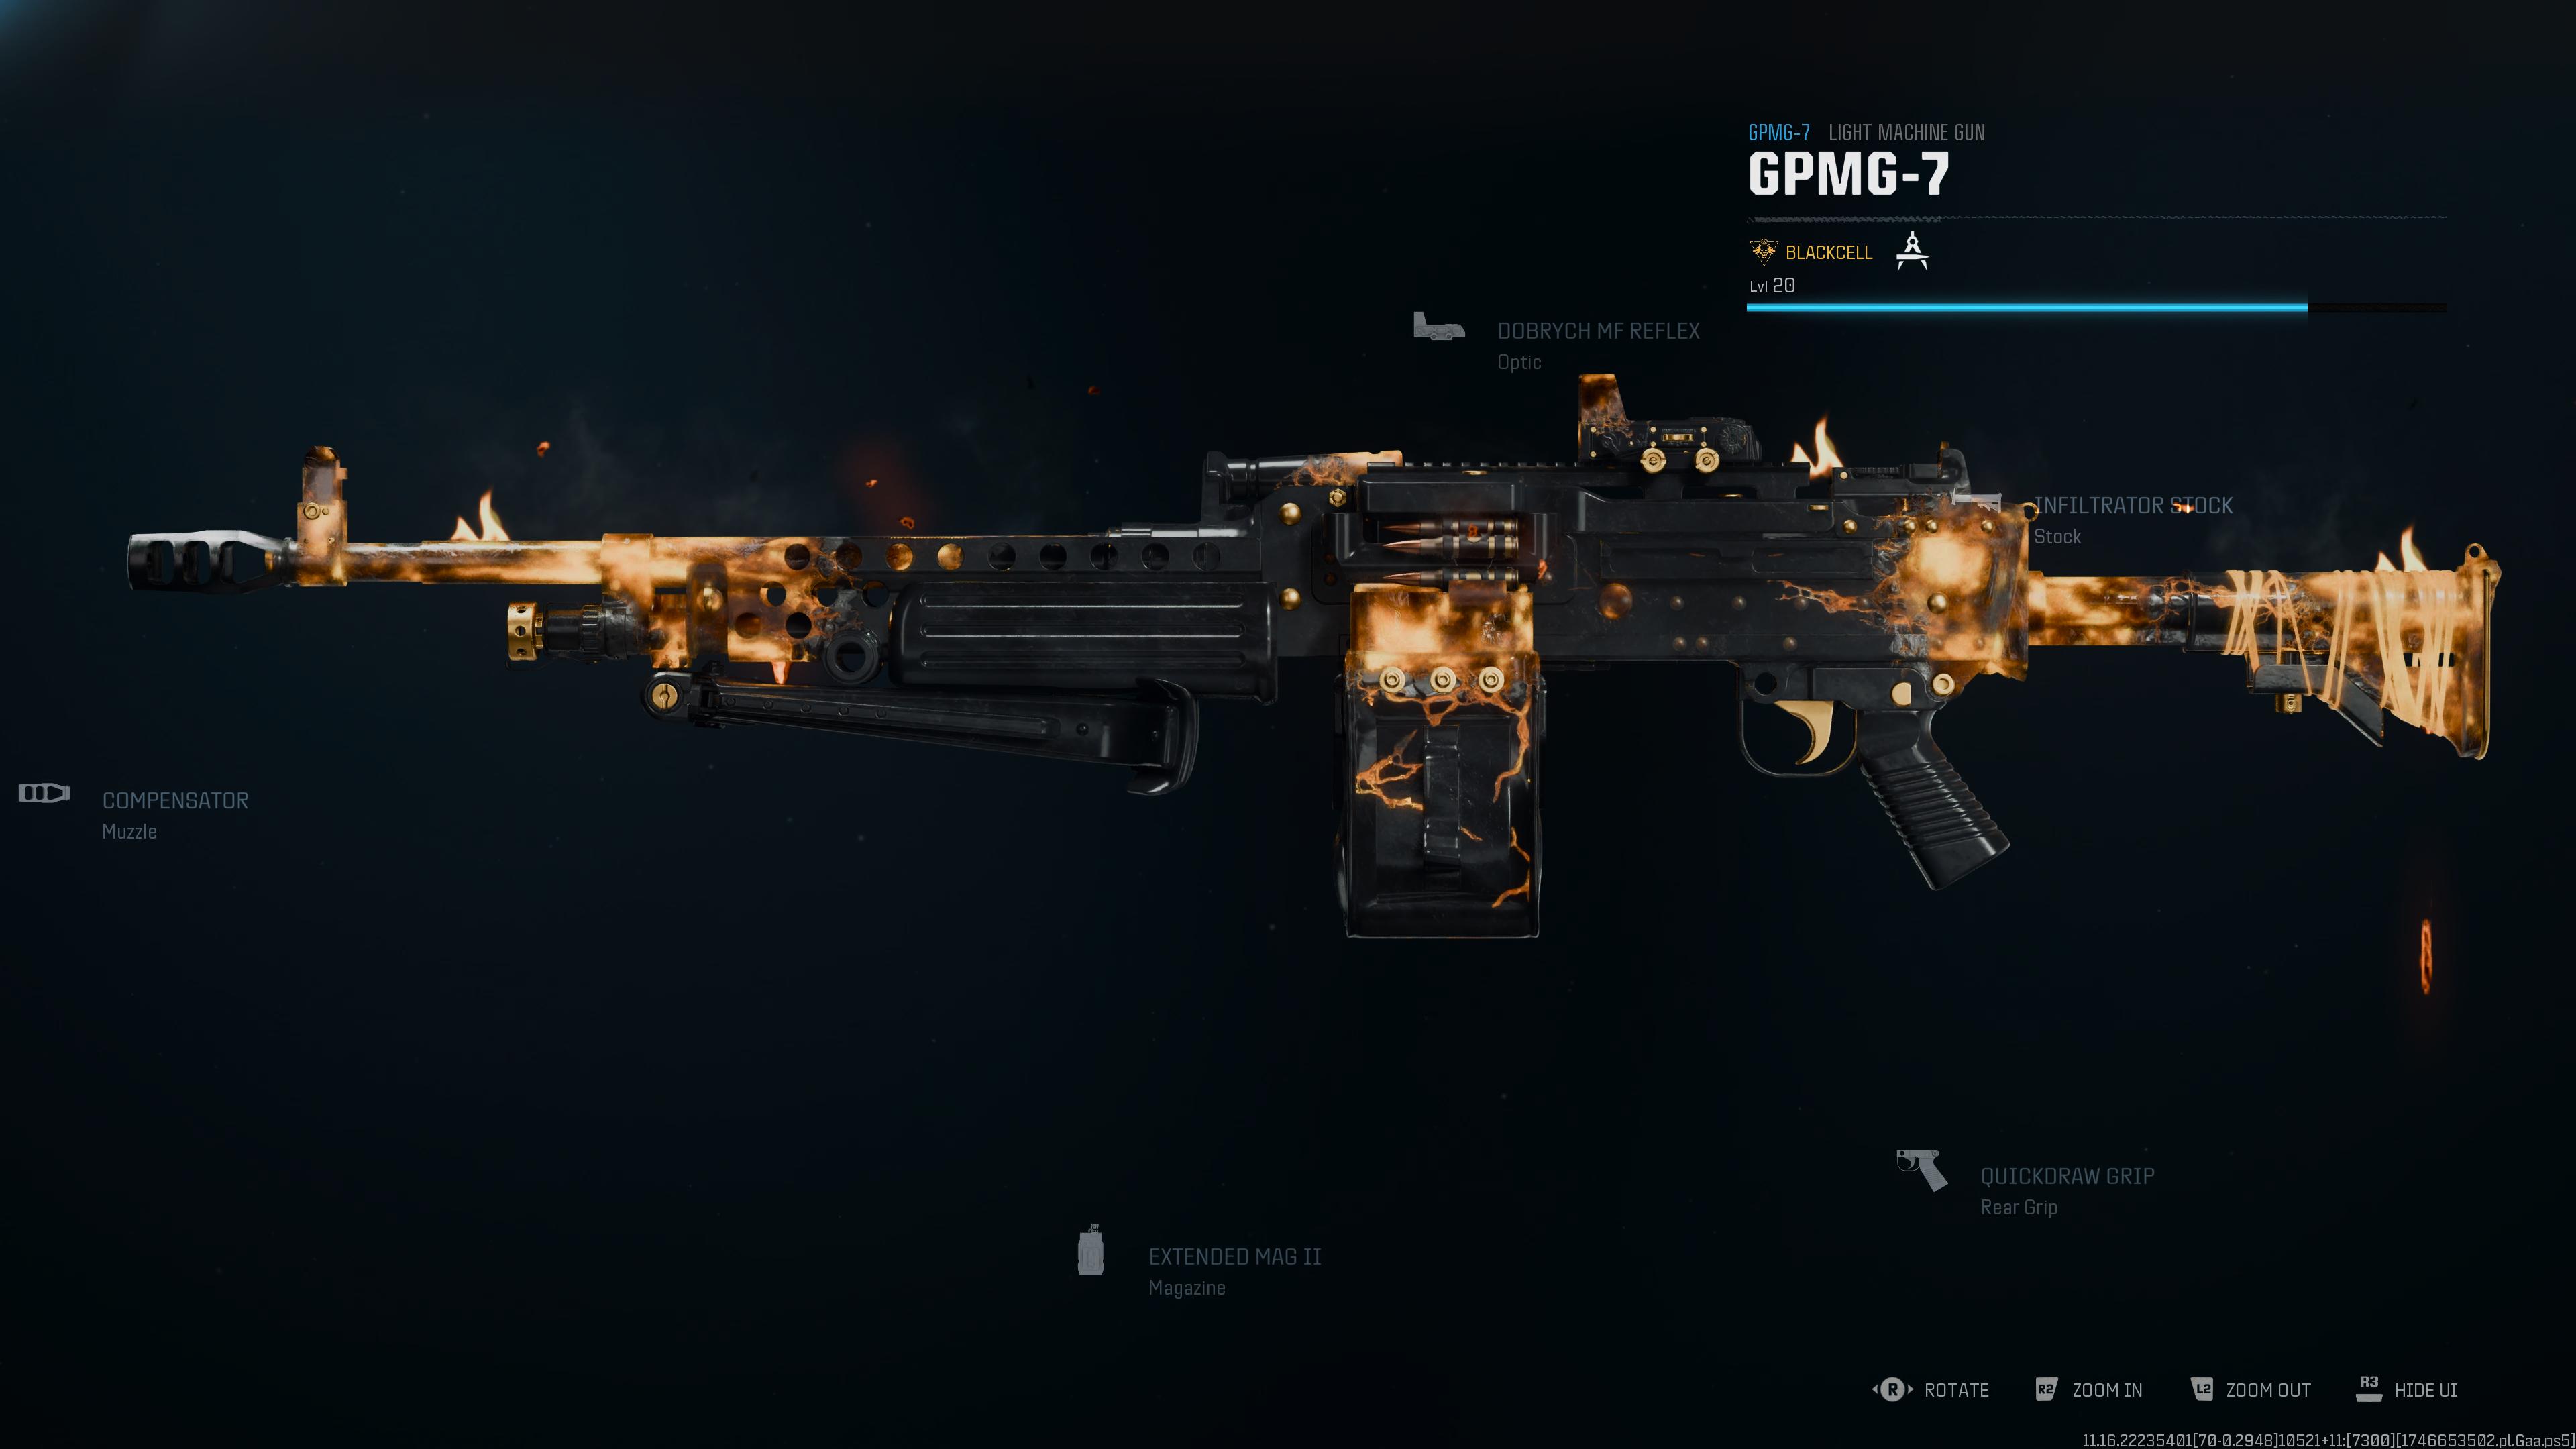 GPMG-7 LIGHT MACHINE GUN
GPMG-7
BLACKCELL
Lvl 20
DOBRYCH MF REFLEX
Optic
INFILTRATOR STOCK
Stock
COMPENSATOR
Muzzle
QUICKDRAW GRIP
Rear Grip
EXTENDED MAG II
Magazine
R ROTATE R2 ZOOM IN L2 ZOOM OUT R3 HIDE UI
11.16.22235401[70-0.2948]10521+11:[7300][1746653502.pl.Gaa.ps5]